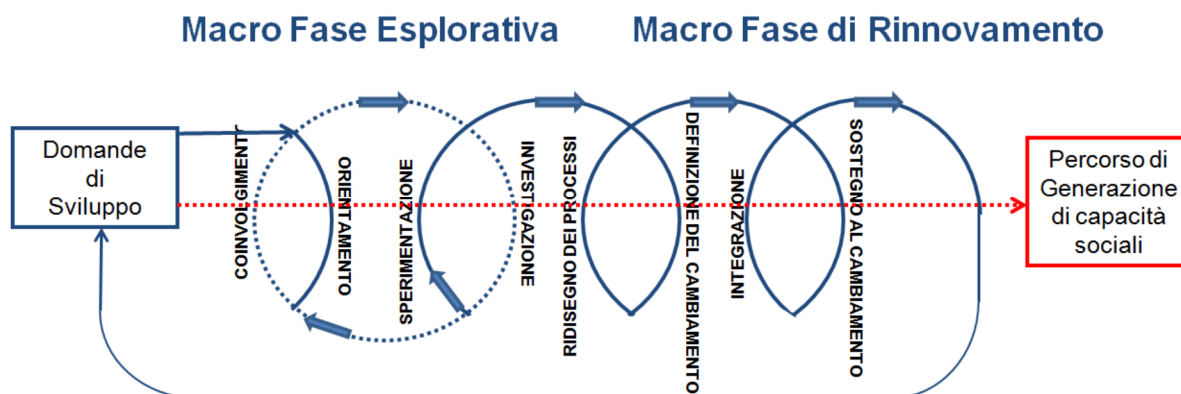 Macro Fase Esplorativa
Macro Fase di Rinnovamento
Domande
di
Sviluppo
COINVOLGIMENT
ORIENTAMENTO
SPERIMENTAZIONE
INVESTIGAZIONE
RIDISEGNO DEI PROCESSI
DEFINIZIONE DEL CAMBIAMENTO
INTEGRAZIONE
SOSTEGNO AL CAMBIAMENTO
Percorso di
Generazione
di capacità
sociali